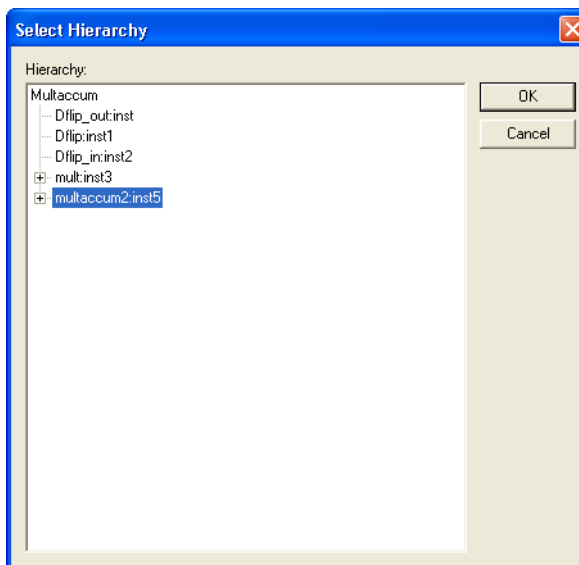 Select Hierarchy
Hierarchy:
Multaccum
Dflip_out:inst
Dflip:inst1
Dflip_in:inst2
mult:inst3
multaccum2:inst5
OK
Cancel